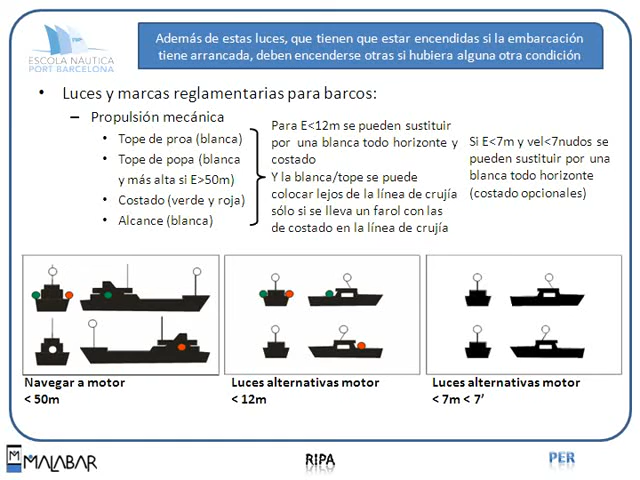 Además de estas luces, que tienen que estar encendidas si la embarcación
tiene arrancada, deben encenderse otras si hubiera alguna otra condición
ESCOLA NÀUTICA
PORT BARCELONA
• Luces y marcas reglamentarias para barcos:
– Propulsión mecánica
• Tope de proa (blanca)
• Tope de popa (blanca
y más alta si E>50m)
• Costado (verde y roja)
• Alcance (blanca)
Para E<12m se pueden sustituir
por una blanca todo horizonte y
costado
Y la blanca/tope se puede
colocar lejos de la línea de crujía
sólo si se lleva un farol con las
de costado en la línea de crujía
Si E<7m y vel<7nudos se
pueden sustituir por una
blanca todo horizonte
(costado opcionales)
Navegar a motor
< 50m
Luces alternativas motor
< 12m
Luces alternativas motor
< 7m < 7’
MALABAR
RIPA
PER